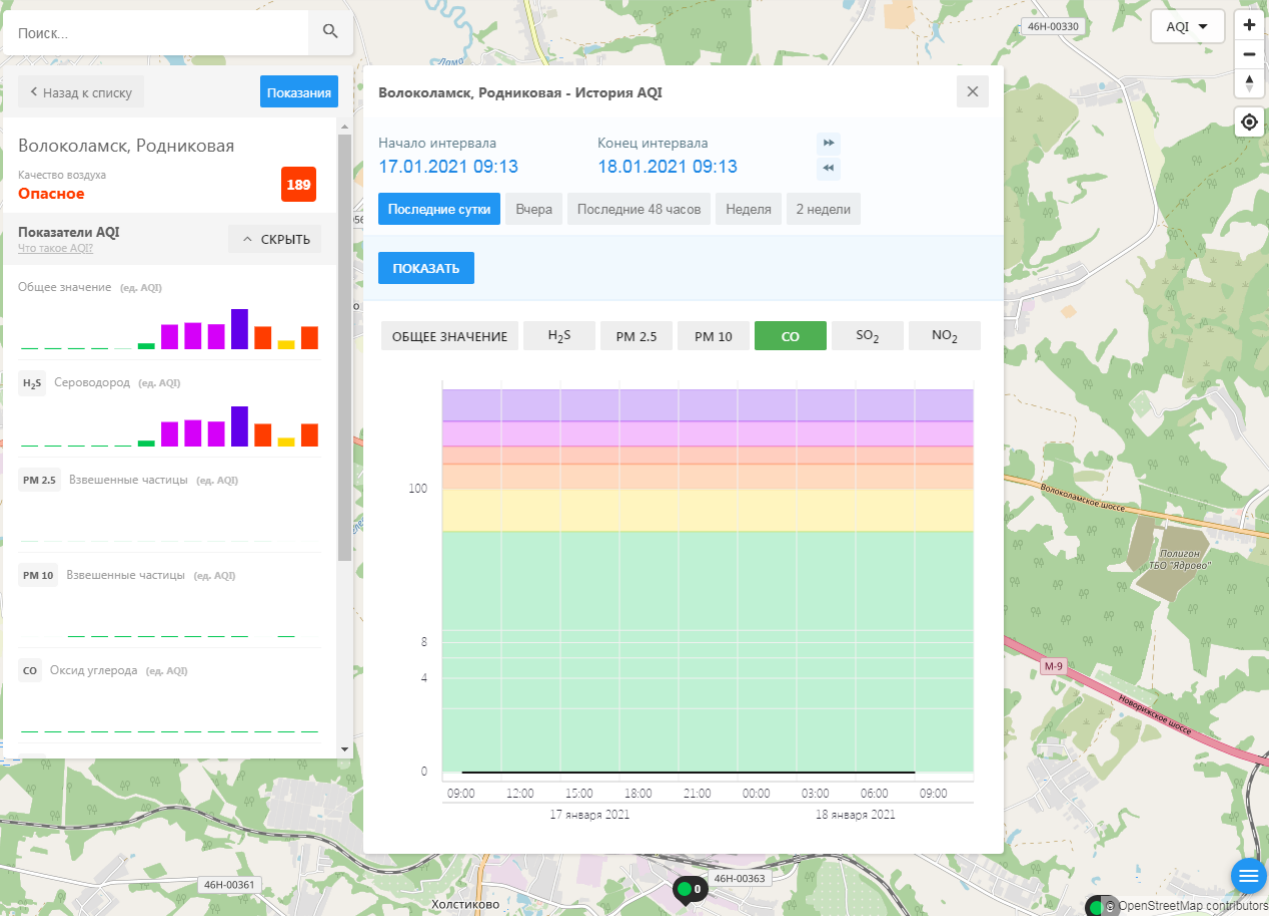 Поиск...
46Н-00330
AQI
Лама
Назад к списку
Показания
Волоколамск, Родниковая - История AQI
Волоколамск, Родниковая
Качество воздуха
Опасное
189
Начало интервала
Конец интервала
17.01.2021 09:13
18.01.2021 09:13
Последние сутки
Вчера
Последние 48 часов
Неделя
2 недели
Показатели AQI
Что такое AQI?
СКРЫТЬ
ПОКАЗАТЬ
Общее значение (ед. AQI)
ОБЩЕЕ ЗНАЧЕНИЕ
H2S
PM 2.5
PM 10
CO
SO2
NO2
H2S Сероводород (ед. AQI)
PM 2.5 Взвешенные частицы (ед. AQI)
PM 10 Взвешенные частицы (ед. AQI)
CO Оксид углерода (ед. AQI)
100
8
4
0
09:00
12:00
15:00
18:00
21:00
00:00
03:00
06:00
09:00
17 января 2021
18 января 2021
Волоколамское шоссе
Полигон
ТБО "Ядрово"
М-9
Новорижское шоссе
46Н-00361
46Н-00363
0
Холстиково
© OpenStreetMap contributors